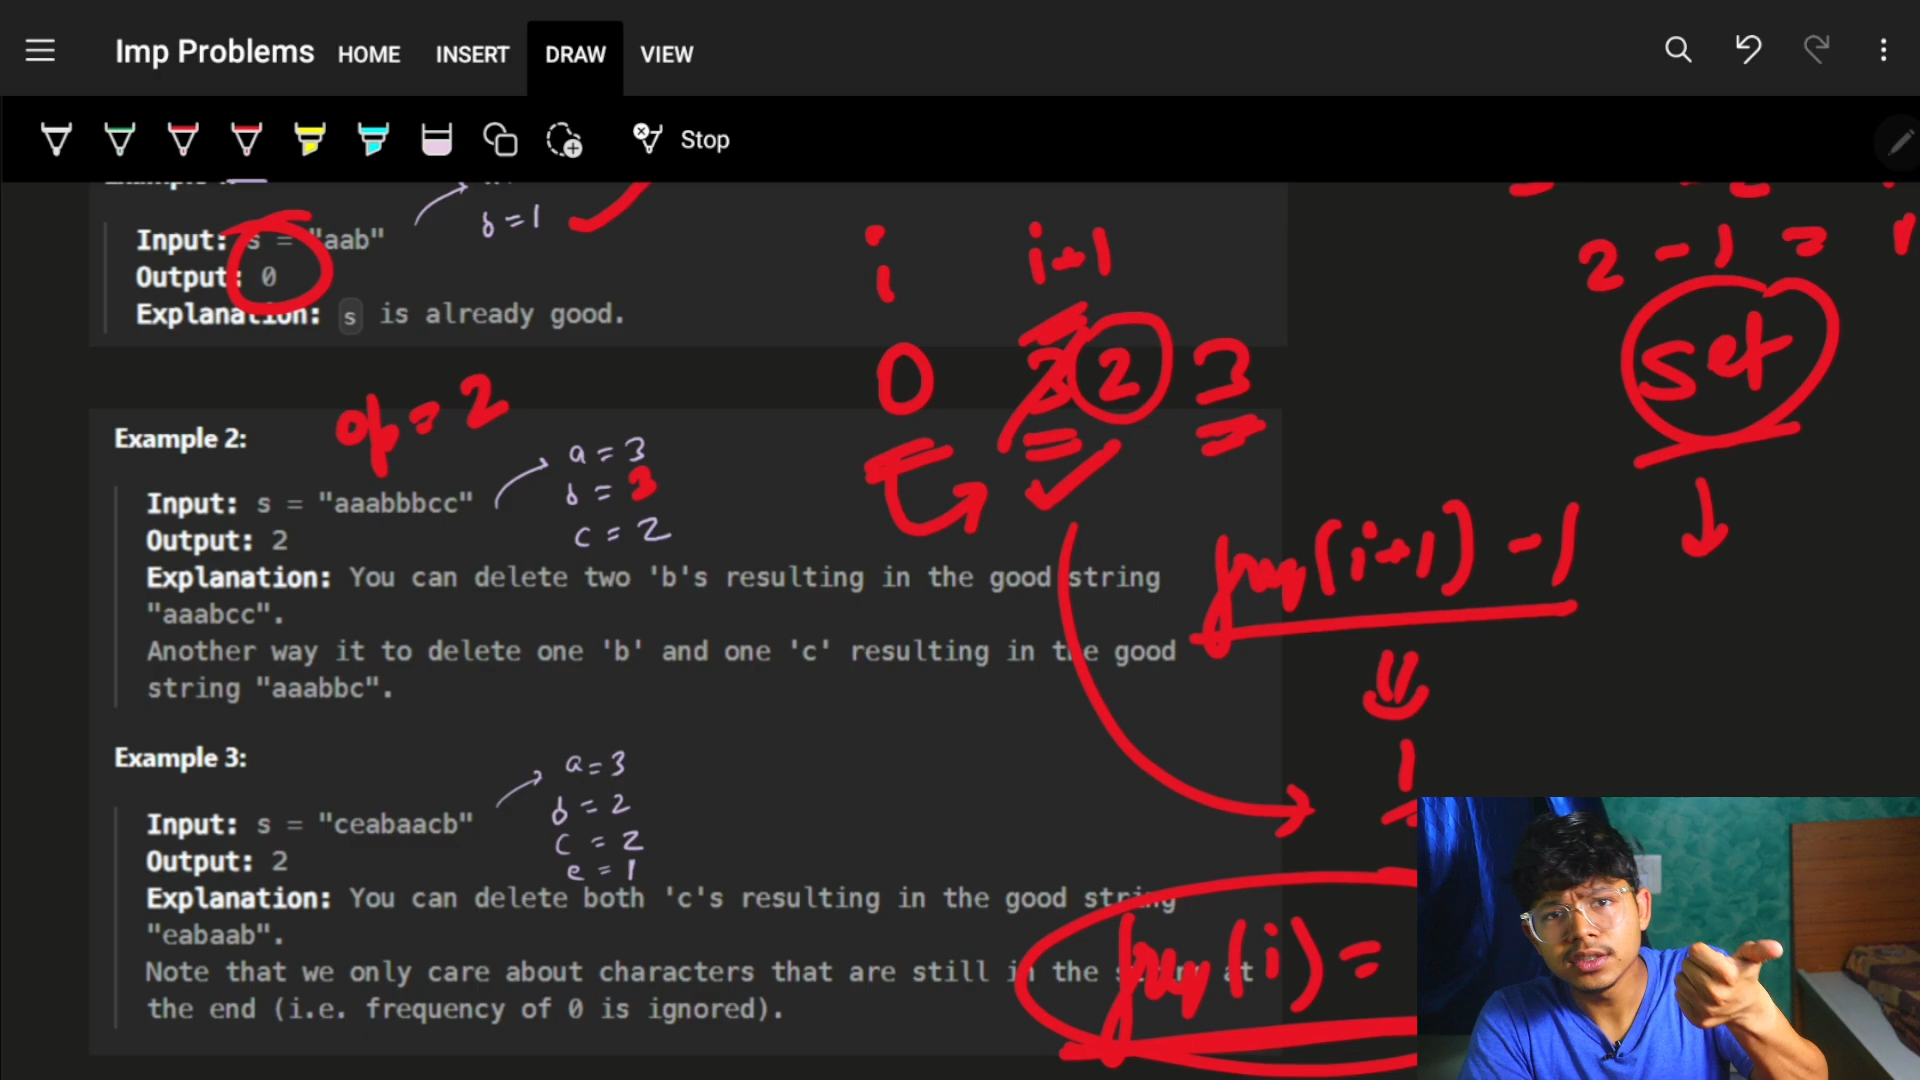 Imp Problems HOME INSERT DRAW VIEW
Stop
b = 1
Input: s = "aab"
Output: 0
Explanation: s is already good.
i i+1
i
0 2 3
2 - 1 =
set
op = 2
Example 2:
a = 3
b = 3
c = 2
Input: s = "aaabbbcc"
Output: 2
Explanation: You can delete two 'b's resulting in the good string
"aaabcc".
Another way it to delete one 'b' and one 'c' resulting in the good
string "aaabbc".
freq(i+1) - 1
1
Example 3:
a = 3
b = 2
c = 2
e = 1
Input: s = "ceabaacb"
Output: 2
Explanation: You can delete both 'c's resulting in the good string
"eabaab".
Note that we only care about characters that are still in the string at
the end (i.e. frequency of 0 is ignored).
freq(i) =